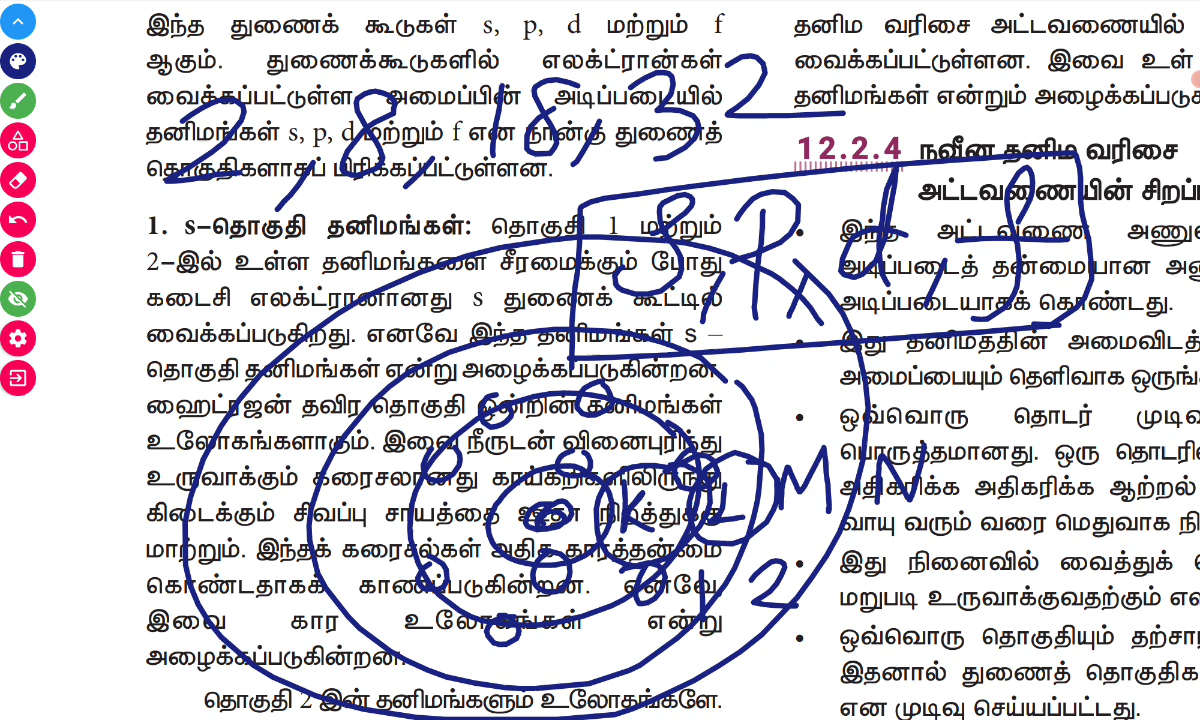 இந்த துணைக் கூடுகள் s, p, d மற்றும் f
ஆகும். துணைக்கூடுகளில் எலக்ட்ரான்கள்
வைக்கப்பட்டுள்ள அமைப்பின் அடிப்படையில்
தனிமங்கள் s, p, d மற்றும் f என நான்கு துணைத்
தொகுதிகளாகப் பிரிக்கப்பட்டுள்ளன.
2, 8, 18, 32
1. s–தொகுதி தனிமங்கள்: தொகுதி 1 மற்றும்
2–இல் உள்ள தனிமங்களை சீரமைக்கும் போது
கடைசி எலக்ட்ரானானது s துணைக் கூட்டில்
வைக்கப்படுகிறது. எனவே இந்த தனிமங்கள் s –
தொகுதி தனிமங்கள் என்று அழைக்கப்படுகின்றன.
ஹைட்ரஜன் தவிர தொகுதி ஒன்றின் தனிமங்கள்
உலோகங்களாகும். இவை நீருடன் வினைபுரிந்து
உருவாக்கும் கரைசலானது காய்கறிகளிலிருந்து
கிடைக்கும் சிவப்பு சாயத்தை ஊதா நிறத்துக்கு
மாற்றும். இந்தக் கரைசல்கள் அதிக காரத்தன்மை
கொண்டதாகக் காணப்படுகின்றன. எனவே,
இவை கார உலோகங்கள் என்று
அழைக்கப்படுகின்றன.
தொகுதி 2 இன் தனிமங்களும் உலோகங்களே.
K L M N
1 2
தனிம வரிசை அட்டவணையில்
வைக்கப்பட்டுள்ளன. இவை உள்
தனிமங்கள் என்றும் அழைக்கப்படுக
12.2.4 நவீன தனிம வரிசை
அட்டவணையின் சிறப்
இந்த அட்டவணை அணு
அடிப்படைத் தன்மையான அ
அடிப்படையாகக் கொண்டது.
இது தனிமத்தின் அமைவிடத்
அமைப்பையும் தெளிவாக ஒருங்
ஒவ்வொரு தொடர் முடிவ
பொருத்தமானது. ஒரு தொடரி
அதிகரிக்க அதிகரிக்க ஆற்றல்
வாயு வரும் வரை மெதுவாக நி
இது நினைவில் வைத்துக்
மறுபடி உருவாக்குவதற்கும் எ
ஒவ்வொரு தொகுதியும் தற்சா
இதனால் துணைத் தொகுதிக
என முடிவு செய்யப்பட்டது.